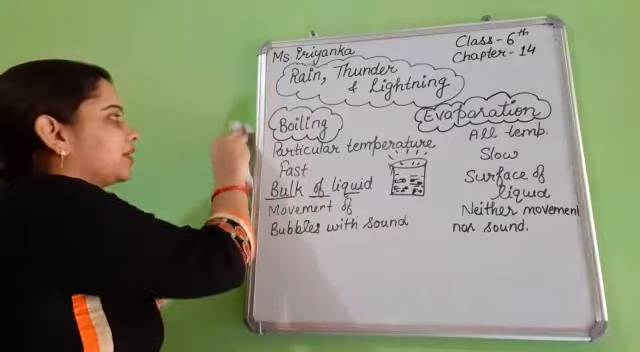 Ms Priyanka
Class-6th
Chapter-14
Rain, Thunder
& Lightning
Boiling
Evaparation
Particular temperature
All temp.
Fast
Slow
Bulk of liquid
Surface of
liquid
Movement of
Neither movement
Bubbles with sound
nor sound.